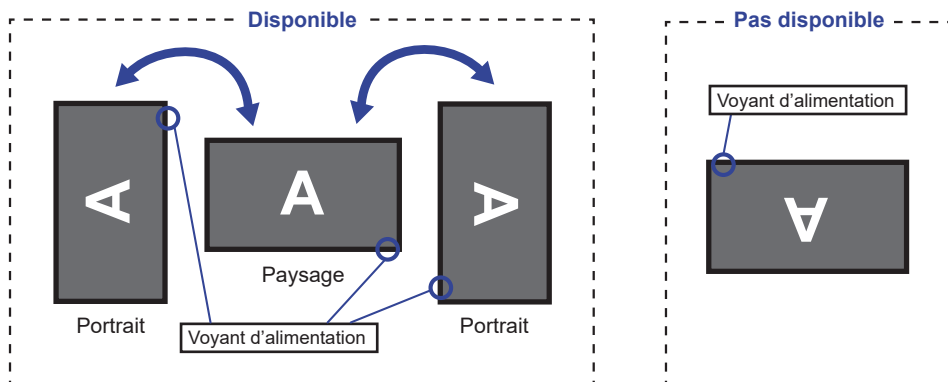 Disponible
Pas disponible
Voyant d'alimentation
A
A
A
A
Paysage
Portrait
Voyant d'alimentation
Portrait